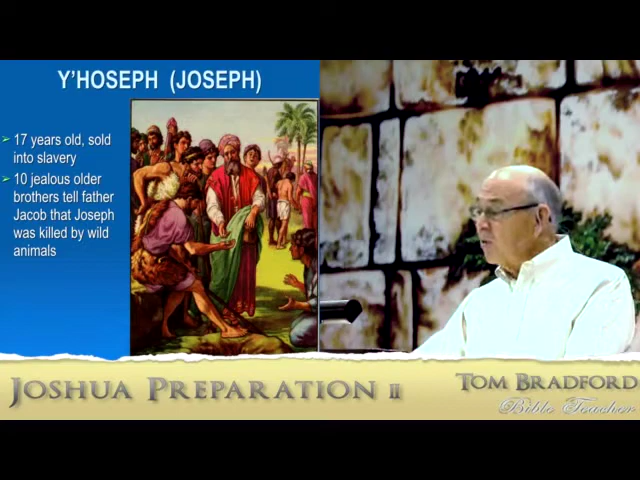 Y'HOSEPH (JOSEPH)
➢ 17 years old, sold
into slavery
➢ 10 jealous older
brothers tell father
Jacob that Joseph
was killed by wild
animals
JOSHUA PREPARATION II
TOM BRADFORD
Bible Teacher